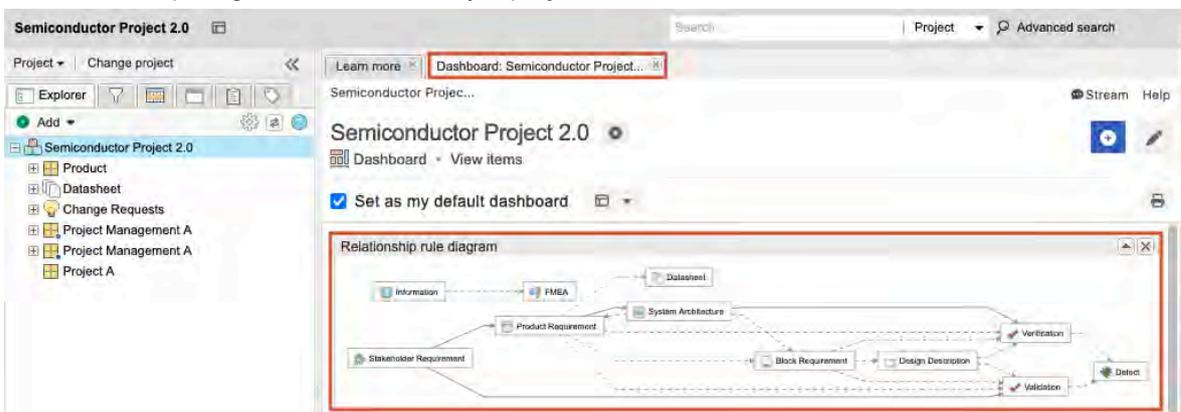 Semiconductor Project 2.0
Search
Project
Advanced search
Project
Change project
Learn more
Dashboard: Semiconductor Project...
Explorer
Semiconductor Projec...
Stream Help
Add
Semiconductor Project 2.0
Semiconductor Project 2.0
Product
Dashboard
View items
Datasheet
Change Requests
Set as my default dashboard
Project Management A
Project Management A
Relationship rule diagram
Project A
Datasheet
Information
FMEA
System Architecture
Product Requirement
Verification
Stakeholder Requirement
Block Requirement
Design Description
Defect
Validation